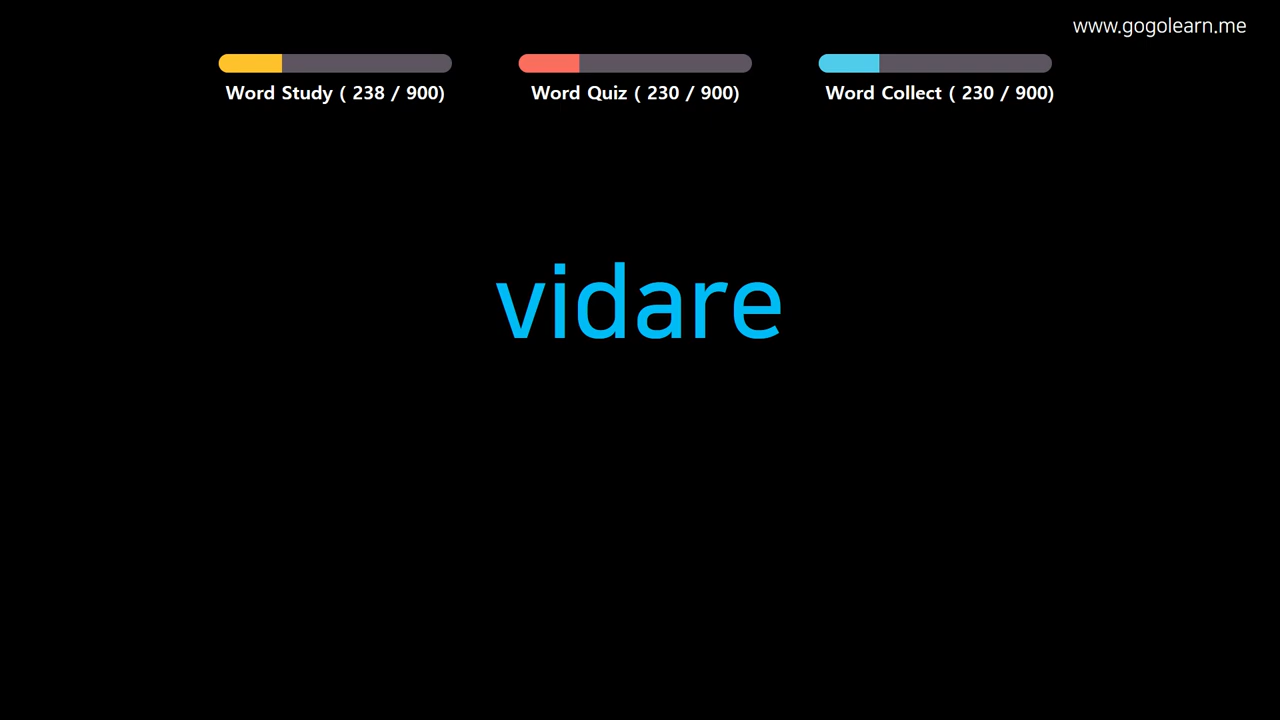 www.gogolearn.me
Word Study ( 238 / 900)
Word Quiz ( 230 / 900)
Word Collect ( 230 / 900)
vidare